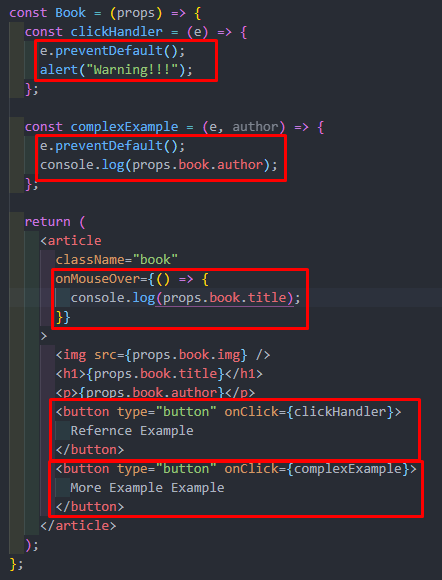 const Book = (props) => {
const clickHandler = (e) => {
e.preventDefault();
alert("Warning!!!");
};
const complexExample = (e, author) => {
e.preventDefault();
console.log(props.book.author);
};
return (
<article
className="book"
onMouseOver={() => {
console.log(props.book.title);
}}
>
<img src={props.book.img} />
<h1>{props.book.title}</h1>
<p>{props.book.author}</p>
<button type="button" onClick={clickHandler}>
Refernce Example
</button>
<button type="button" onClick={complexExample}>
More Example Example
</button>
</article>
);
};